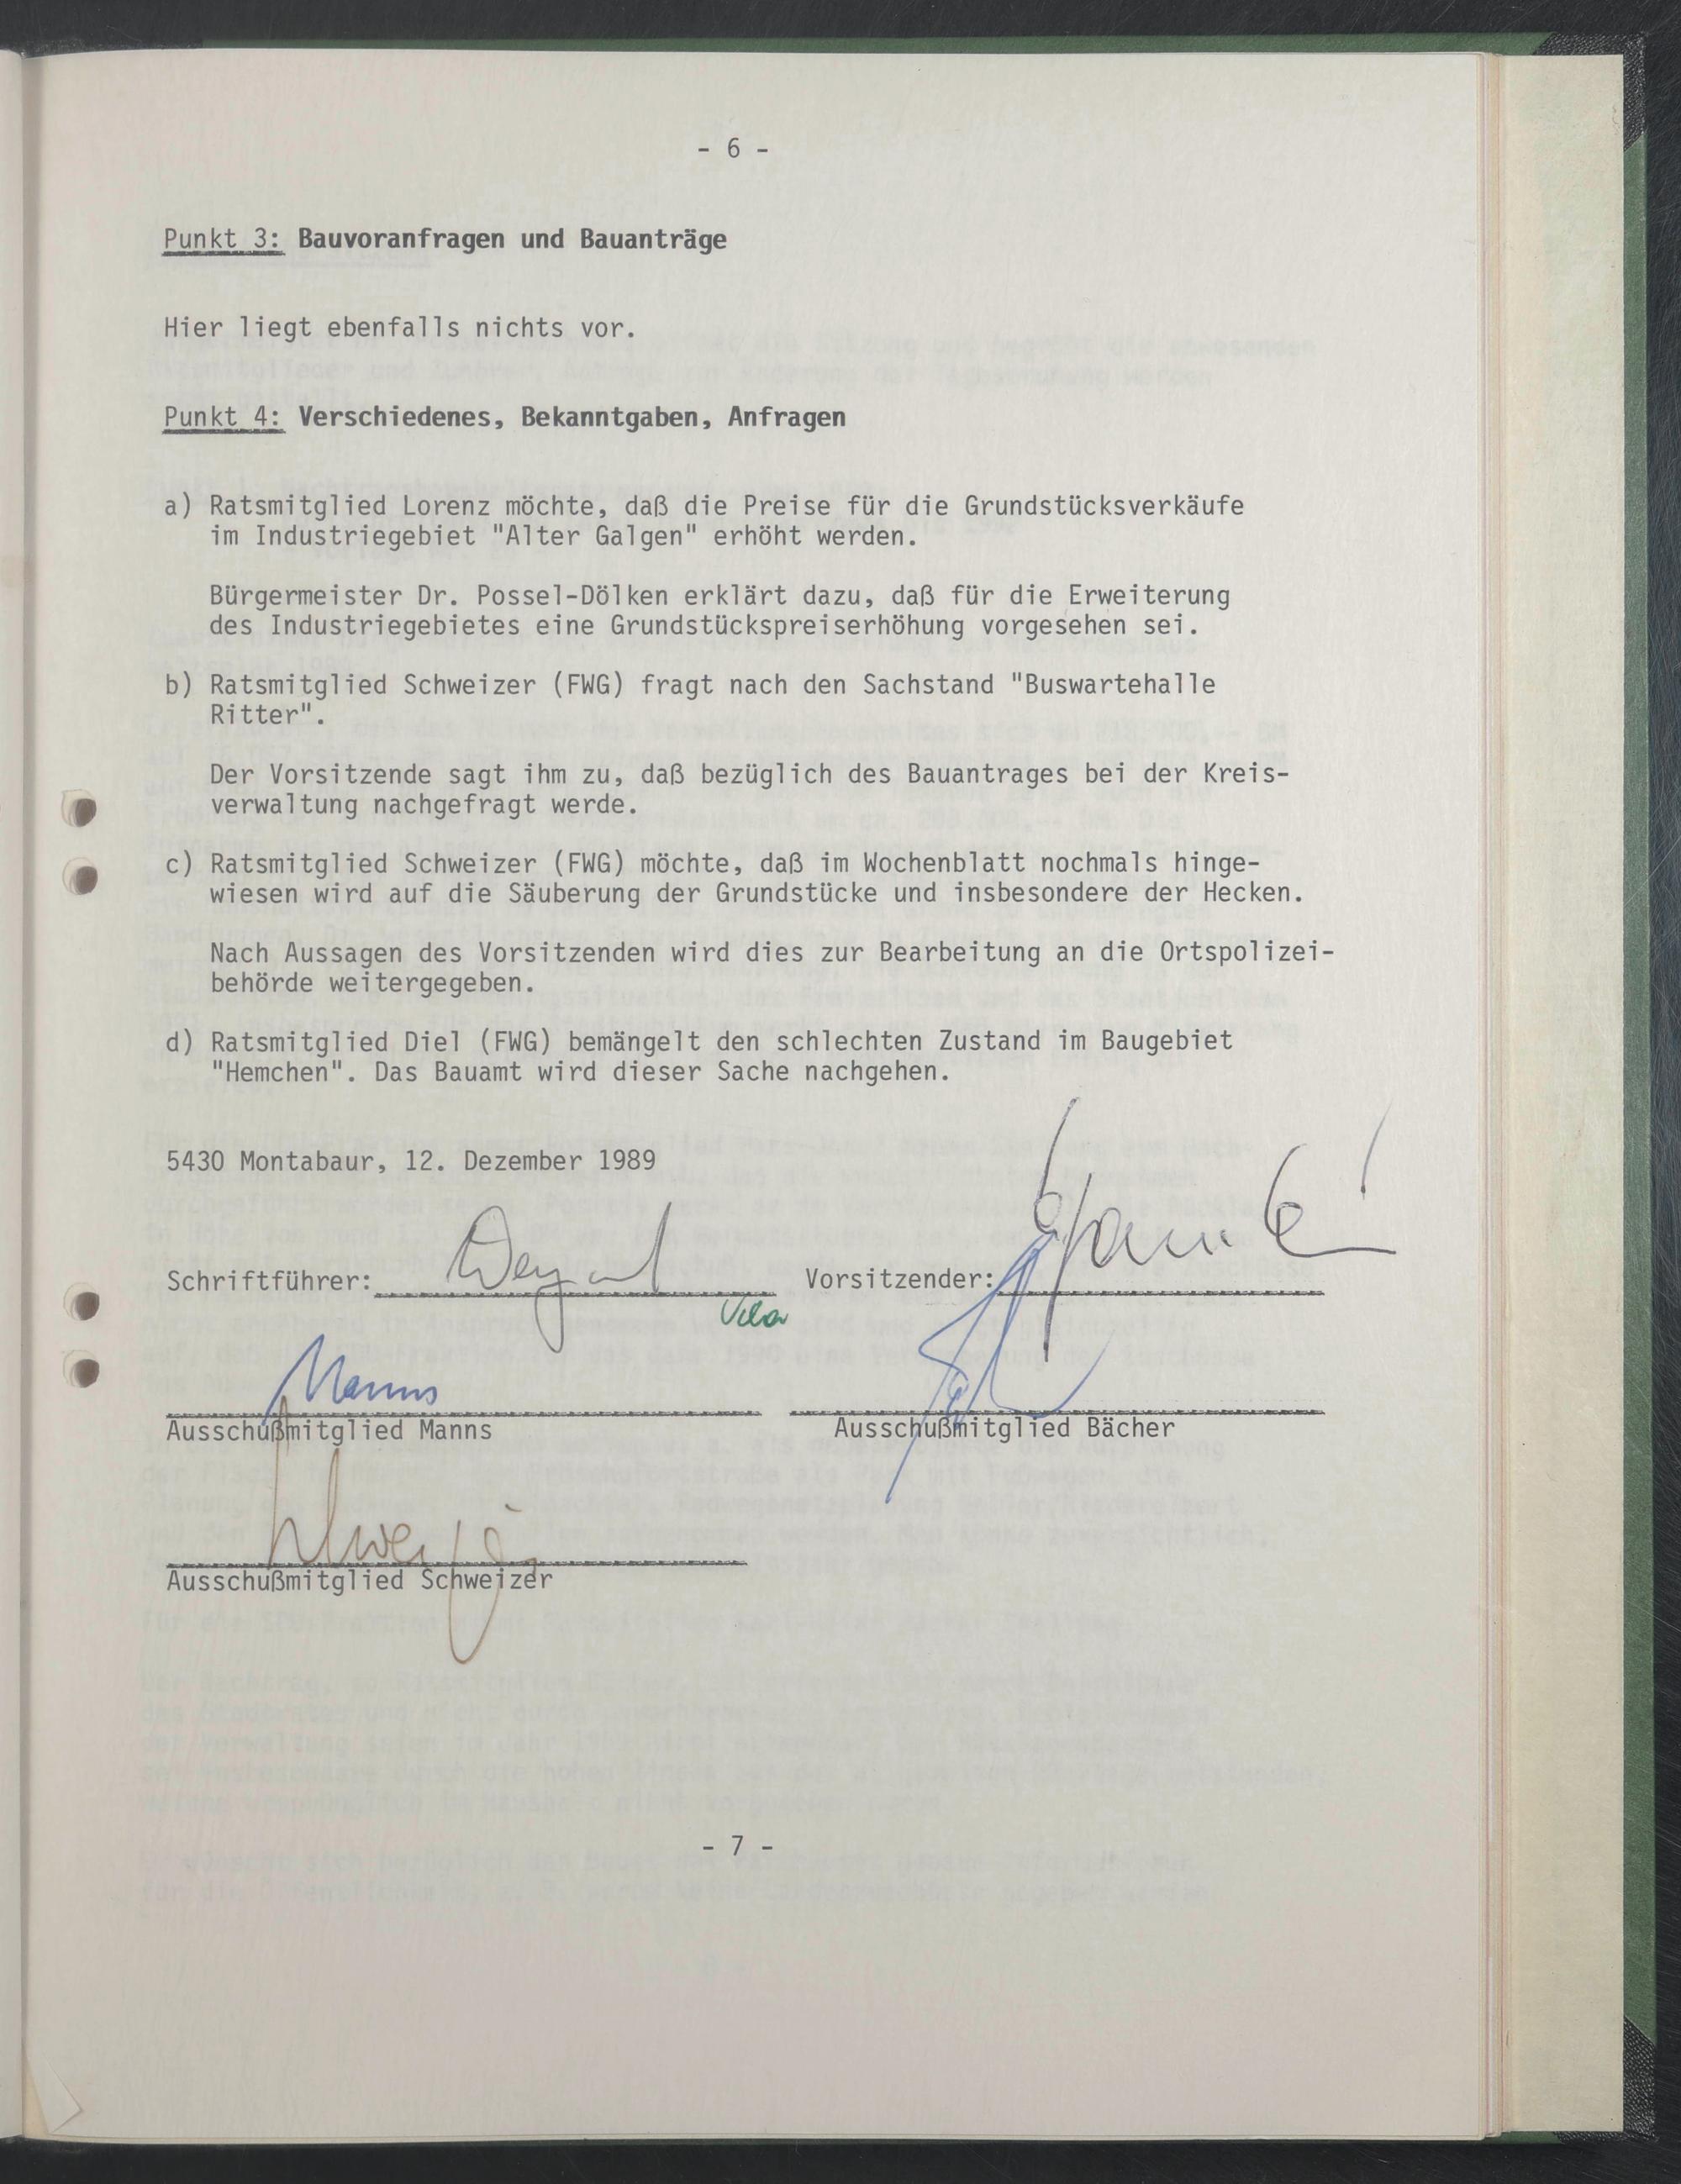 - 6 -
Punkt 3: Bauvoranfragen und Bauanträge
Hier liegt ebenfalls nichts vor.
Punkt 4: Verschiedenes, Bekanntgaben, Anfragen
a) Ratsmitglied Lorenz möchte, daß die Preise für die Grundstücksverkäufe
im Industriegebiet "Alter Galgen" erhöht werden.
Bürgermeister Dr. Possel-Dölken erklärt dazu, daß für die Erweiterung
des Industriegebietes eine Grundstückspreiserhöhung vorgesehen sei.
b) Ratsmitglied Schweizer (FWG) fragt nach den Sachstand "Buswartehalle
Ritter".
Der Vorsitzende sagt ihm zu, daß bezüglich des Bauantrages bei der Kreis-
verwaltung nachgefragt werde.
c) Ratsmitglied Schweizer (FWG) möchte, daß im Wochenblatt nochmals hinge-
wiesen wird auf die Säuberung der Grundstücke und insbesondere der Hecken.
Nach Aussagen des Vorsitzenden wird dies zur Bearbeitung an die Ortspolizei-
behörde weitergegeben.
d) Ratsmitglied Diel (FWG) bemängelt den schlechten Zustand im Baugebiet
"Hemchen". Das Bauamt wird dieser Sache nachgehen.
5430 Montabaur, 12. Dezember 1989
Schriftführer: Vorsitzender:
Manns
Ausschußmitglied Manns Ausschußmitglied Bächer
Ausschußmitglied Schweizer
- 7 -